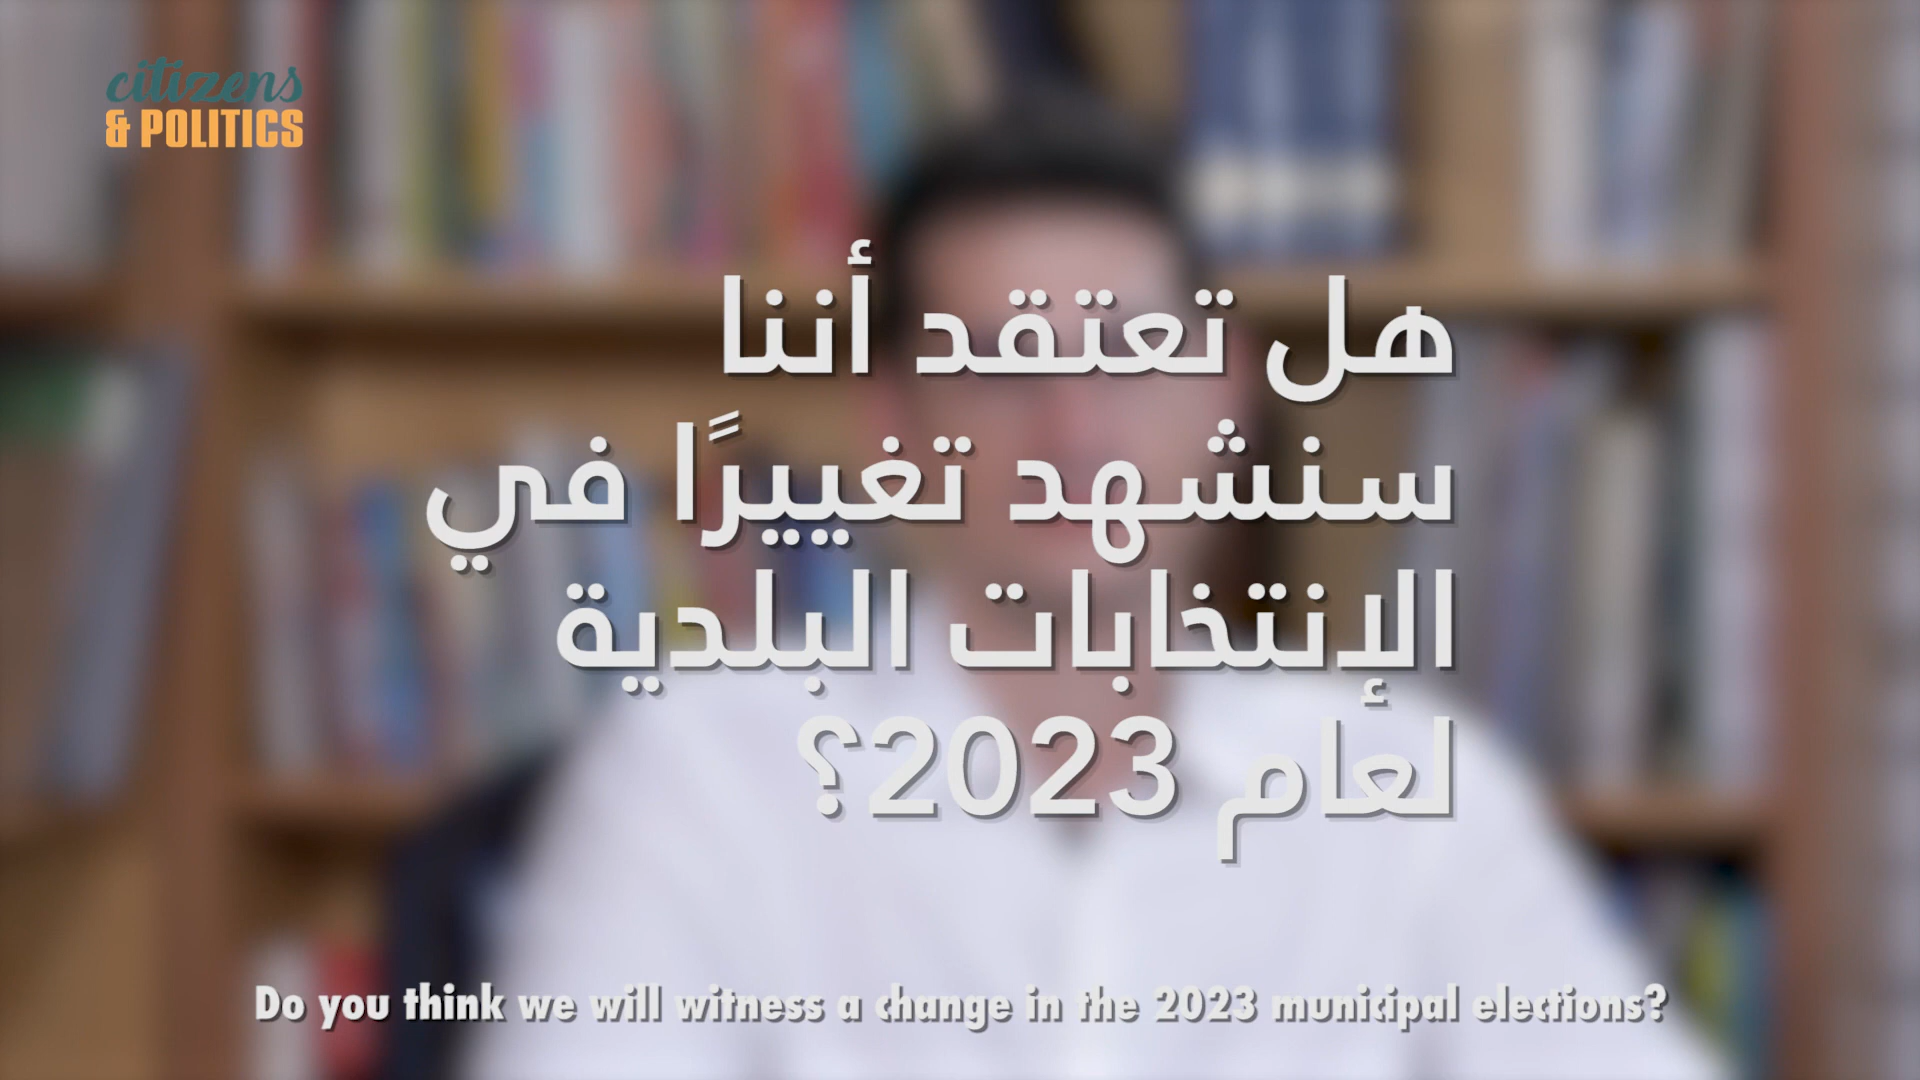 citizens
& POLITICS
هل تعتقد أننا
سنشهد تغييرًا في
الإنتخابات البلدية
لعام 2023؟
Do you think we will witness a change in the 2023 municipal elections?